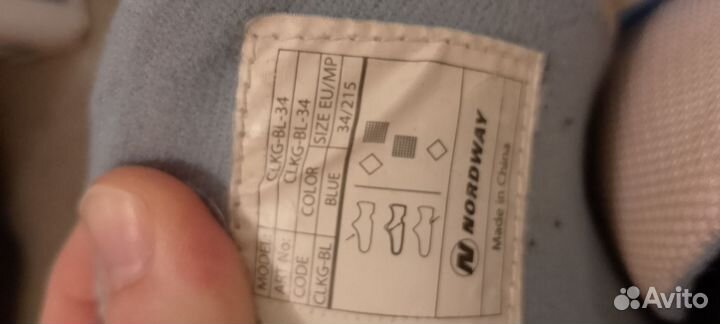 MODEL: CLKG-BL-34
ART No: CLKG-BL-34
CODE COLOR SIZE EU/MP
CLKG-BL BLUE 34/215
NORDWAY
Made in China
Avito